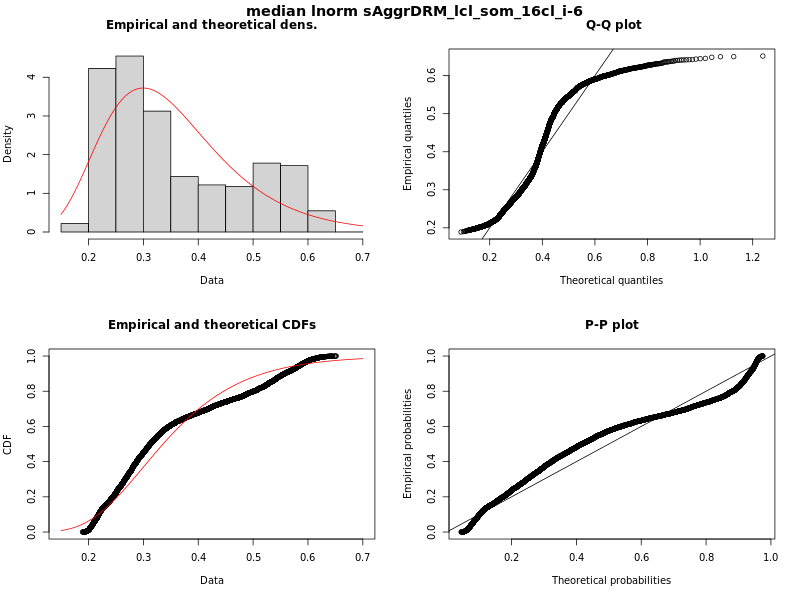 median lnorm sAggrDRM_lcl_som_16cl_i-6
Empirical and theoretical dens.
Density
0 1 2 3 4
0.2 0.3 0.4 0.5 0.6 0.7
Data
Q-Q plot
Empirical quantiles
0.2 0.3 0.4 0.5 0.6
0.2 0.4 0.6 0.8 1.0 1.2
Theoretical quantiles
Empirical and theoretical CDFs
CDF
0.0 0.2 0.4 0.6 0.8 1.0
0.2 0.3 0.4 0.5 0.6 0.7
Data
P-P plot
Empirical probabilities
0.0 0.2 0.4 0.6 0.8 1.0
0.2 0.4 0.6 0.8 1.0
Theoretical probabilities